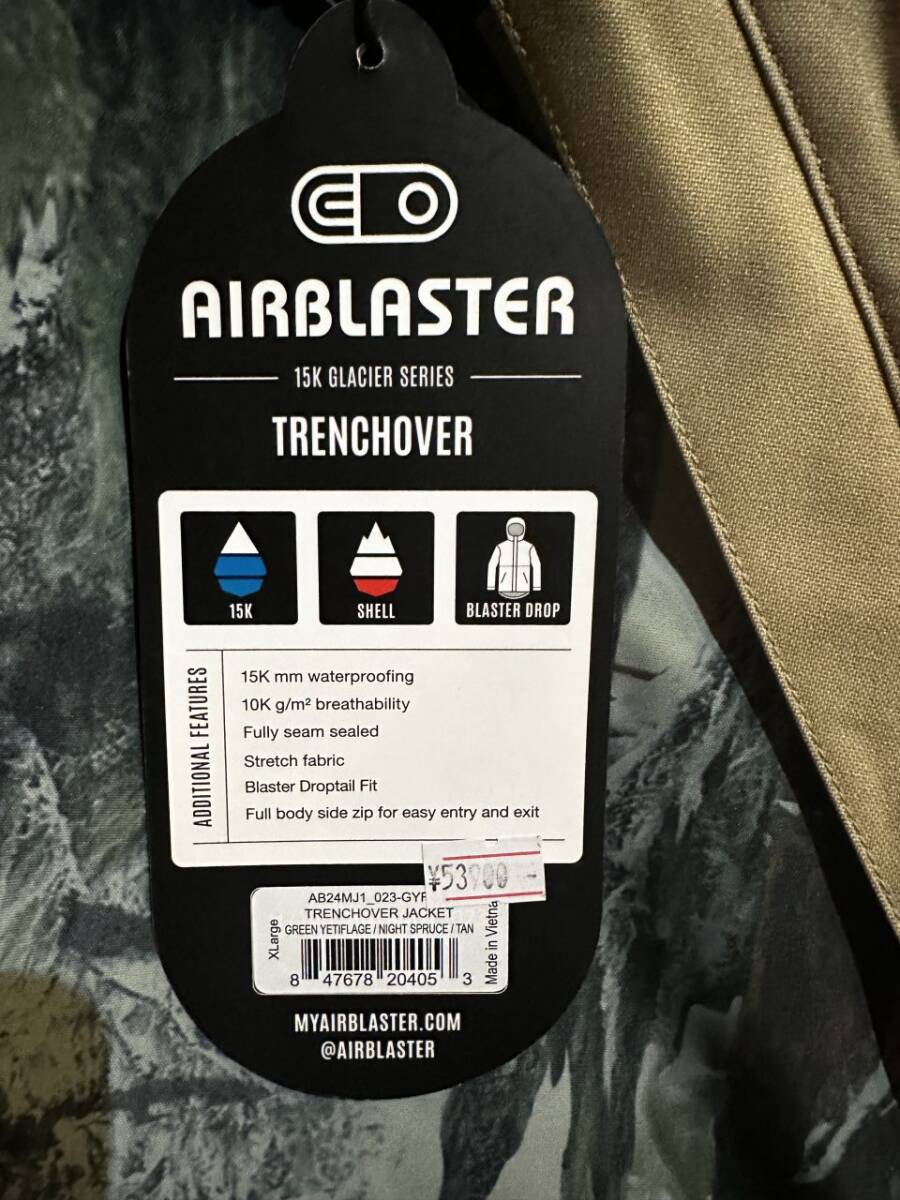 AIRBLASTER
15K GLACIER SERIES
TRENCHOVER
15K
SHELL
BLASTER DROP
ADDITIONAL FEATURES
15K mm waterproofing
10K g/m² breathability
Fully seam sealed
Stretch fabric
Blaster Droptail Fit
Full body side zip for easy entry and exit
¥53900-
TRENCHOVER JACKET
GREEN YETIFLAGE / NIGHT SPRUCE / TAN
XLarge
8 47678 20405 3
Made in
MYAIRBLASTER.COM
@AIRBLASTER